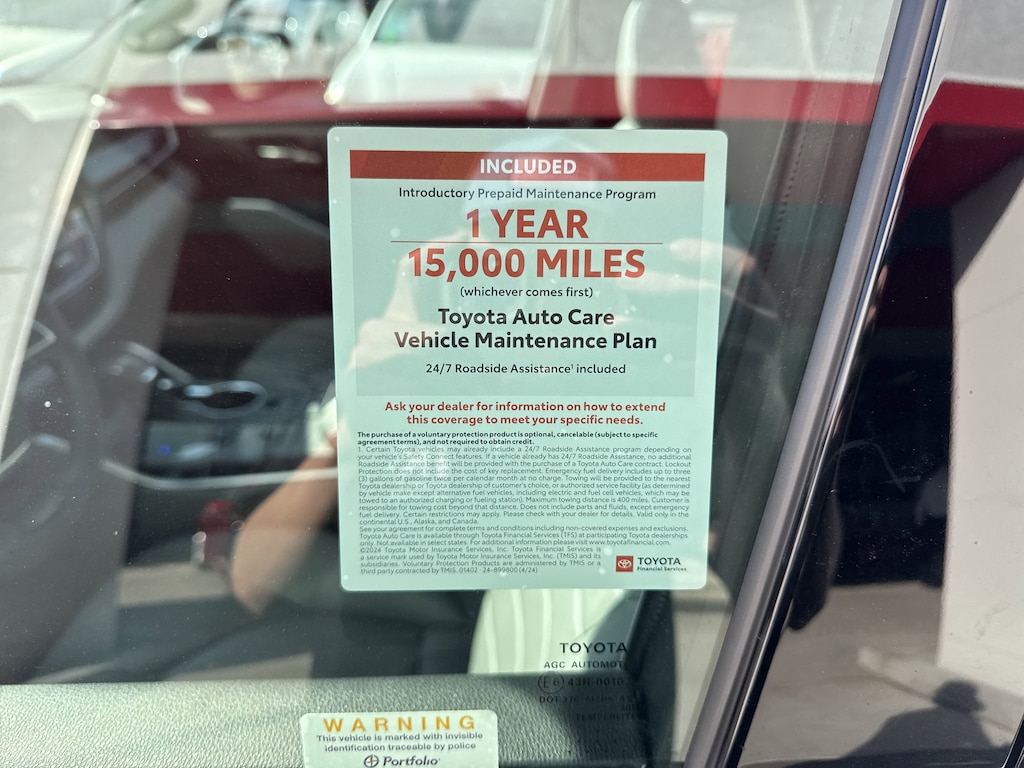 INCLUDED
Introductory Prepaid Maintenance Program
1 YEAR
15,000 MILES
(whichever comes first)
Toyota Auto Care
Vehicle Maintenance Plan
24/7 Roadside Assistance¹ included
Ask your dealer for information on how to extend
this coverage to meet your specific needs.
The purchase of a voluntary protection product is optional, cancelable (subject to specific
agreement terms), and not required to obtain credit.
1. Certain Toyota vehicles may already include a 24/7 Roadside Assistance program depending on
your vehicle's Safety Connect features. If a vehicle already has 24/7 Roadside Assistance, no additional
Roadside Assistance benefit will be provided with the purchase of a Toyota Auto Care contract. Lockout
Protection does not include the cost of key replacement. Emergency fuel delivery includes up to three
(3) gallons of gasoline twice per calendar month at no charge. Towing will be provided to the nearest
Toyota dealership or Toyota dealership of customer's choice, or authorized service facility (as determined
by vehicle make except alternative fuel vehicles, including electric and fuel cell vehicles, which may be
towed to an authorized charging or fueling station). Maximum towing distance is 400 miles. Customer is
responsible for towing cost beyond that distance. Does not include parts and fluids, except emergency
fuel delivery. Certain restrictions may apply. Please check with your dealer for details. Valid only in the
continental U.S., Alaska, and Canada.
See your agreement for complete terms and conditions including non-covered expenses and exclusions.
Toyota Auto Care is available through Toyota Financial Services (TFS) at participating Toyota dealerships
only. Not available in select states. For additional information please visit www.toyotafinancial.com.
©2024 Toyota Motor Insurance Services, Inc. Toyota Financial Services is
a service mark used by Toyota Motor Insurance Services, Inc. (TMIS) and its
subsidiaries. Voluntary Protection Products are administered by TMIS or a
third party contracted by TMIS. 01402 24-899800 (4/24)
TOYOTA
Financial Services
TOYOTA
AGC AUTOMOT
E6 43R-0010
DOT
WARNING
This vehicle is marked with invisible
identification traceable by police
Portfolio